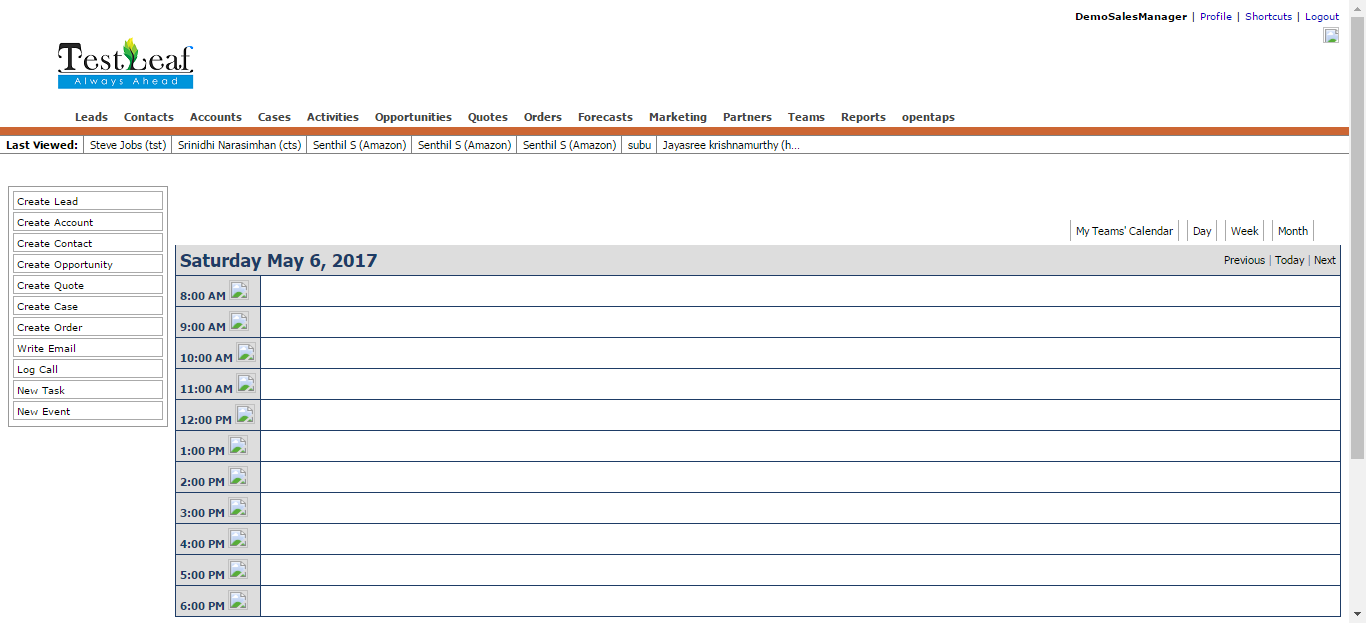 DemoSalesManager | Profile | Shortcuts | Logout
TestLeaf
Always Ahead
Leads Contacts Accounts Cases Activities Opportunities Quotes Orders Forecasts Marketing Partners Teams Reports opentaps
Last Viewed: Steve Jobs (tst) Srinidhi Narasimhan (cts) Senthil S (Amazon) Senthil S (Amazon) Senthil S (Amazon) subu Jayasree krishnamurthy (h...
Create Lead
Create Account
Create Contact
Create Opportunity
Create Quote
Create Case
Create Order
Write Email
Log Call
New Task
New Event
My Teams' Calendar Day Week Month
Saturday May 6, 2017 Previous | Today | Next
8:00 AM
9:00 AM
10:00 AM
11:00 AM
12:00 PM
1:00 PM
2:00 PM
3:00 PM
4:00 PM
5:00 PM
6:00 PM